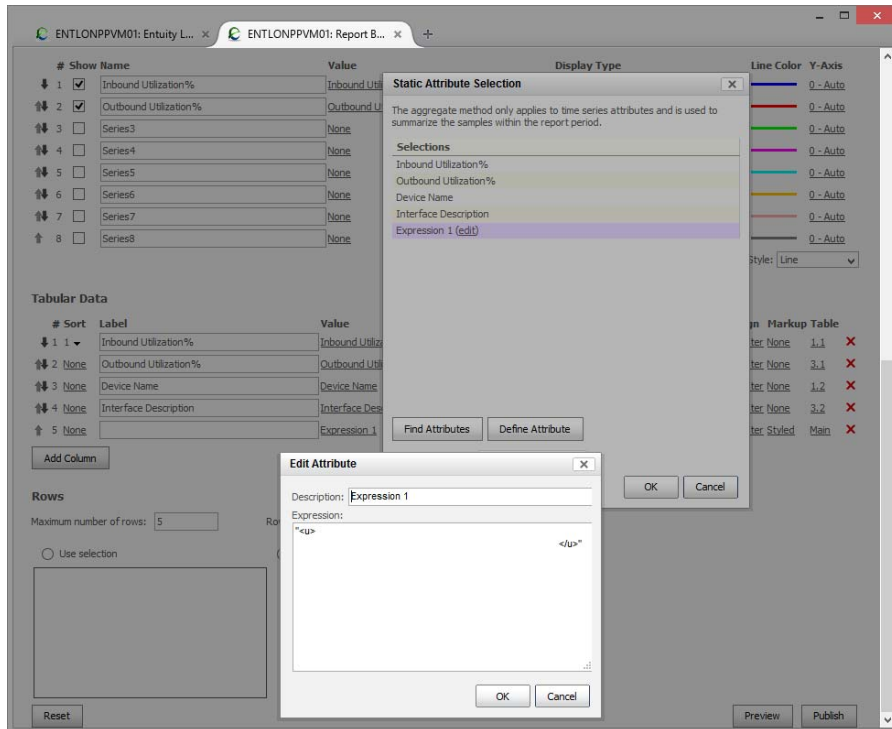 ENTLONPPVM01: Entuity L... × ENTLONPPVM01: Report B... × +
# Show Name Value Display Type Line Color Y-Axis
1 Inbound Utilization% Inbound Util 0 - Auto
2 Outbound Utilization% Outbound U 0 - Auto
3 Series3 None 0 - Auto
4 Series4 None 0 - Auto
5 Series5 None 0 - Auto
6 Series6 None 0 - Auto
7 Series7 None 0 - Auto
8 Series8 None 0 - Auto
Style: Line
Static Attribute Selection
The aggregate method only applies to time series attributes and is used to
summarize the samples within the report period.
Selections
Inbound Utilization%
Outbound Utilization%
Device Name
Interface Description
Expression 1 (edit)
Find Attributes Define Attribute
OK Cancel
Tabular Data
# Sort Label Value gn Markup Table
1 1 Inbound Utilization% Inbound Utiliza ter None 1.1
2 None Outbound Utilization% Outbound Utili ter None 3.1
3 None Device Name Device Name ter None 1.2
4 None Interface Description Interface Des ter None 3.2
5 None Expression 1 ter Styled Main
Add Column
Rows
Maximum number of rows: 5 Ro
Use selection
Edit Attribute
Description: Expression 1
Expression:
"<u>
</u>"
OK Cancel
Reset Preview Publish